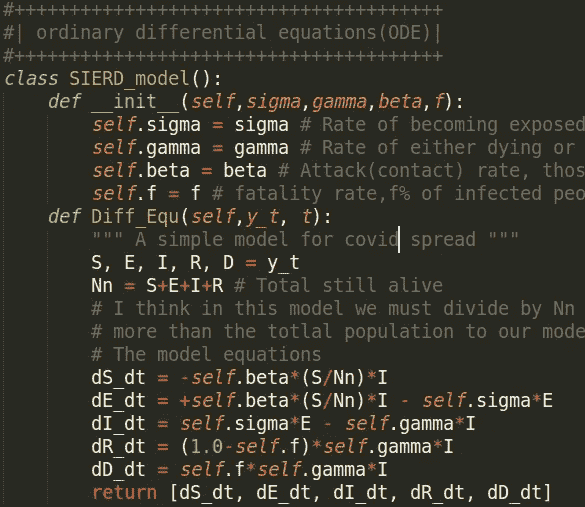 #++++++++++++++++++++++++++++++++++++++
#| ordinary differential equations(ODE)|
#++++++++++++++++++++++++++++++++++++++
class SIERD_model():
    def __init__(self,sigma,gamma,beta,f):
        self.sigma = sigma # Rate of becoming exposed
        self.gamma = gamma # Rate of either dying or
        self.beta = beta # Attack(contact) rate, thos
        self.f = f # fatality rate,f% of infected peo
    def Diff_Equ(self,y_t, t):
        """ A simple model for covid spread """
        S, E, I, R, D = y_t
        Nn = S+E+I+R # Total still alive
        # I think in this model we must divide by Nn
        # more than the totlal population to our mode
        # The model equations
        dS_dt = -self.beta*(S/Nn)*I
        dE_dt = +self.beta*(S/Nn)*I - self.sigma*E
        dI_dt = self.sigma*E - self.gamma*I
        dR_dt = (1.0-self.f)*self.gamma*I
        dD_dt = self.f*self.gamma*I
        return [dS_dt, dE_dt, dI_dt, dR_dt, dD_dt]